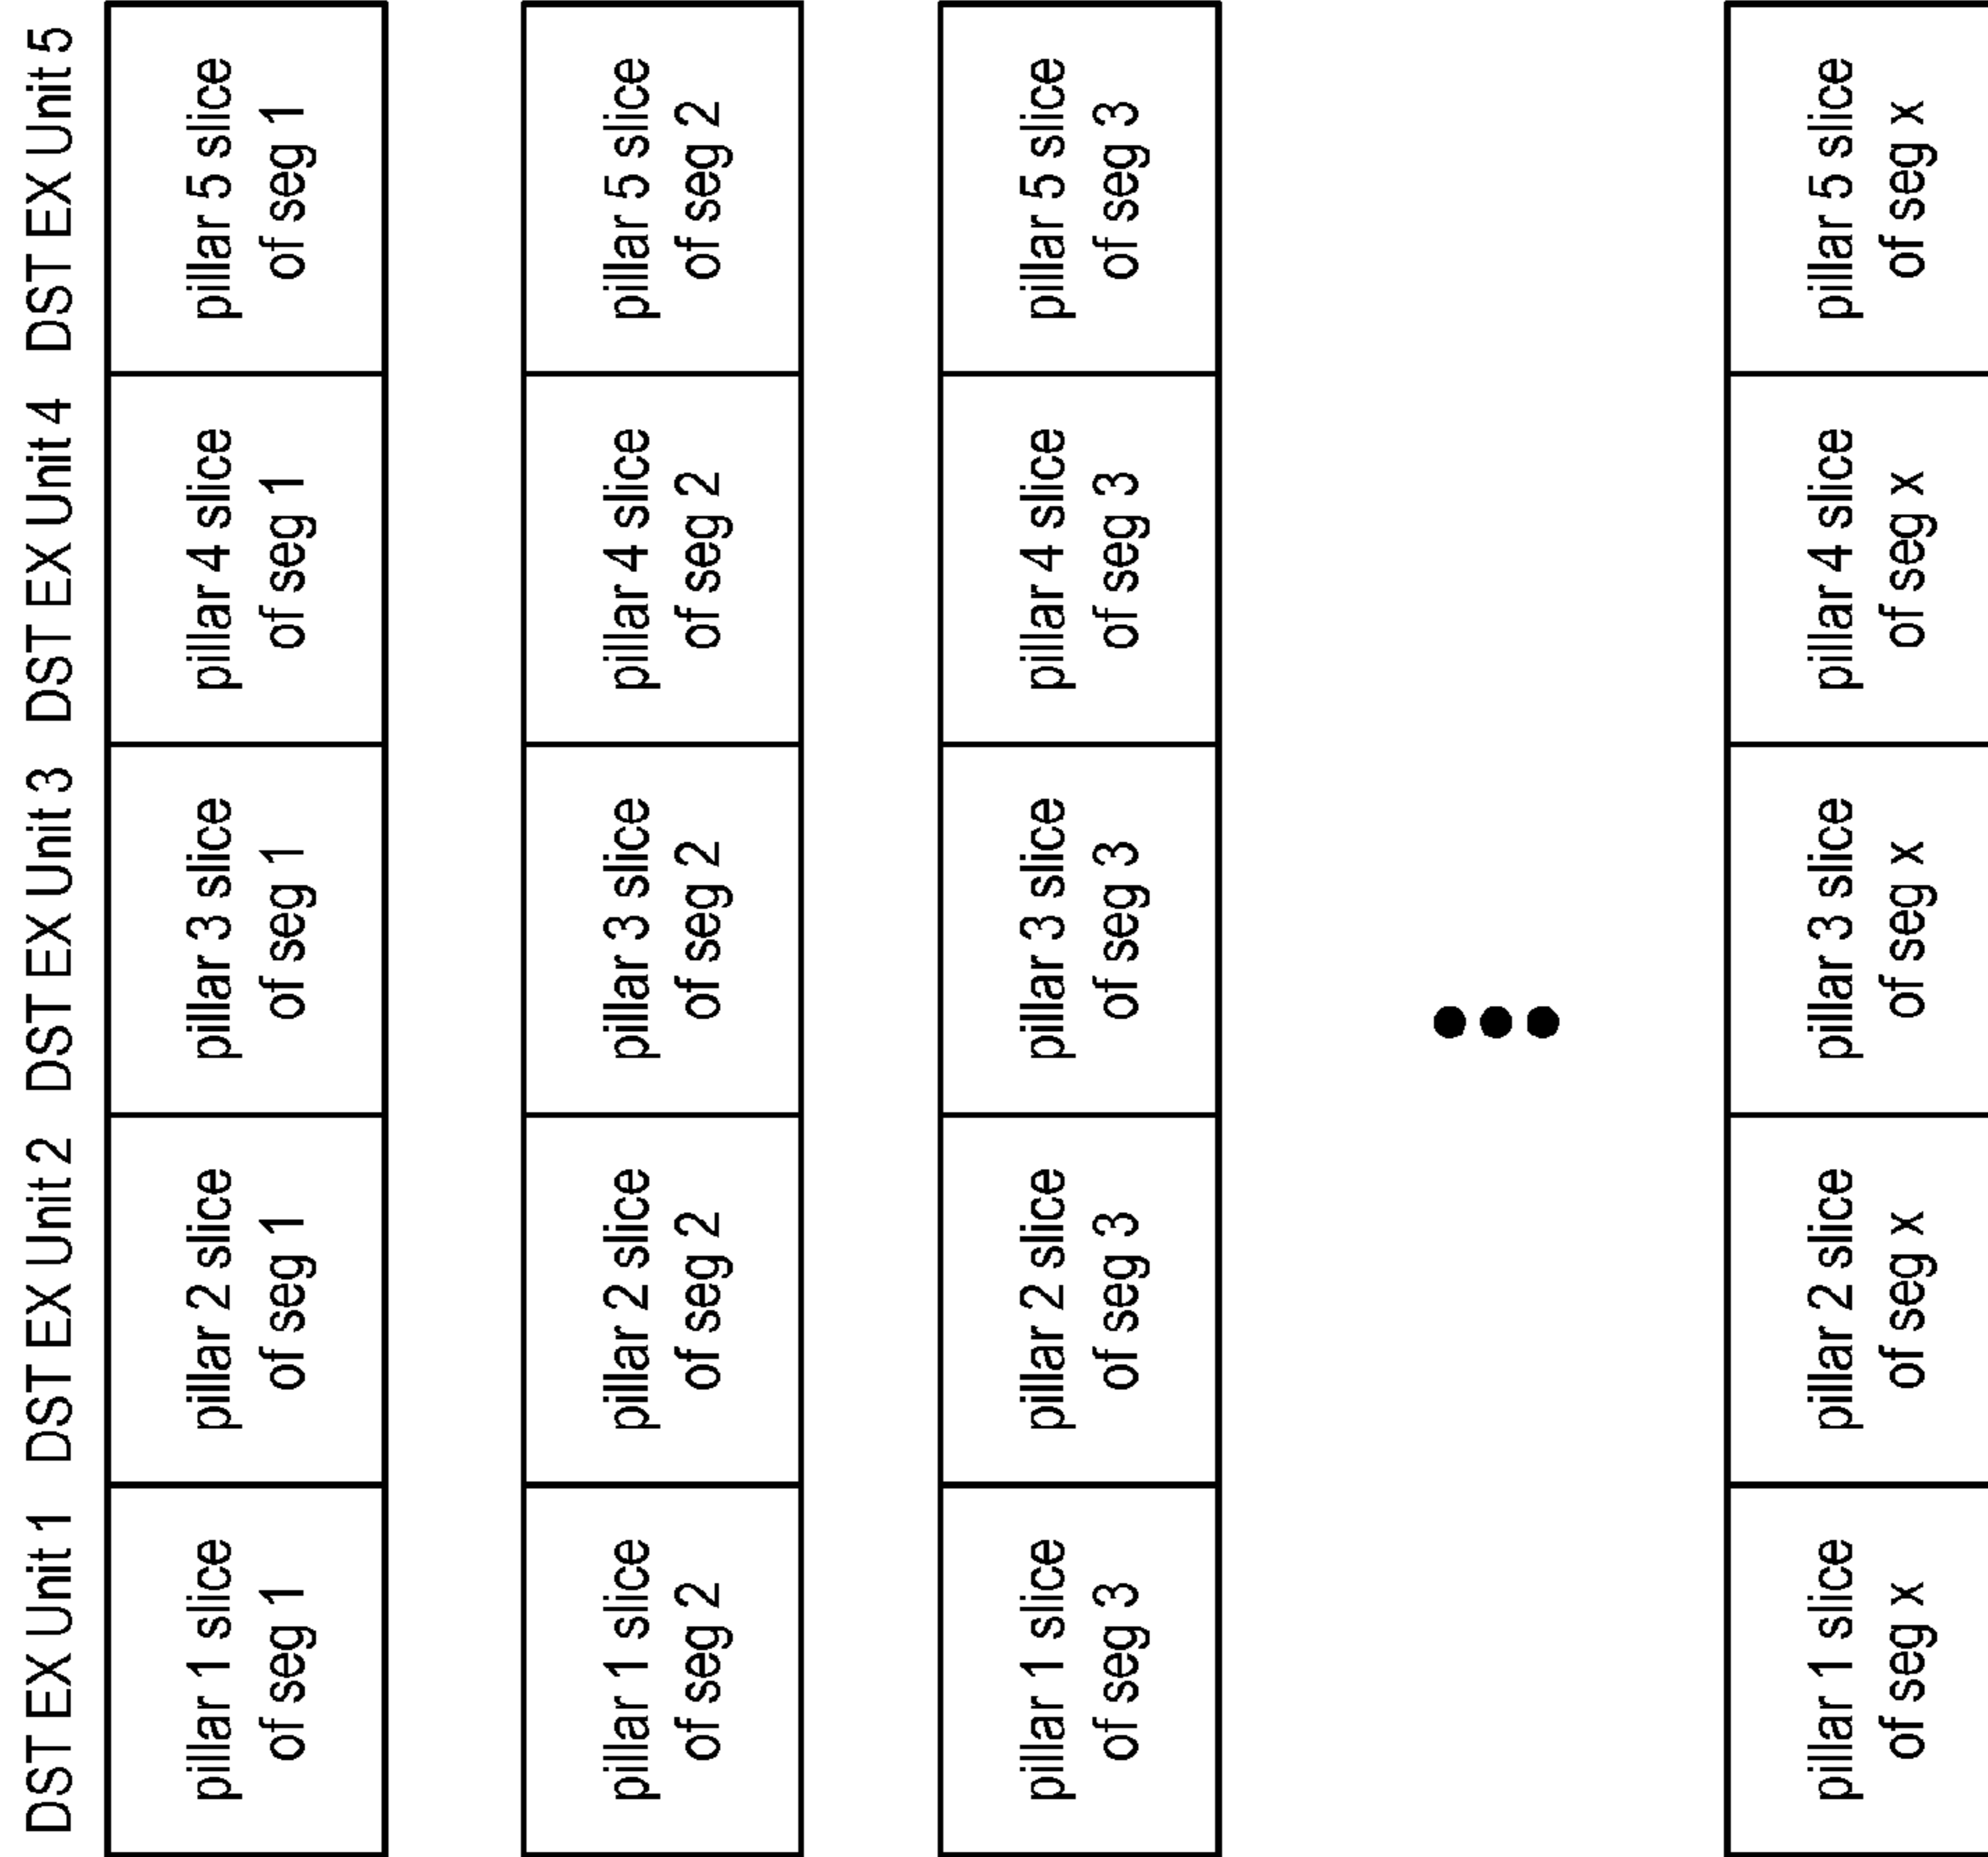 DST EX Unit 1 DST EX Unit 2 DST EX Unit 3 DST EX Unit 4 DST EX Unit 5
pillar 1 slice
of seg 1
pillar 2 slice
of seg 1
pillar 3 slice
of seg 1
pillar 4 slice
of seg 1
pillar 5 slice
of seg 1
pillar 1 slice
of seg 2
pillar 2 slice
of seg 2
pillar 3 slice
of seg 2
pillar 4 slice
of seg 2
pillar 5 slice
of seg 2
pillar 1 slice
of seg 3
pillar 2 slice
of seg 3
pillar 3 slice
of seg 3
pillar 4 slice
of seg 3
pillar 5 slice
of seg 3
pillar 1 slice
of seg x
pillar 2 slice
of seg x
pillar 3 slice
of seg x
pillar 4 slice
of seg x
pillar 5 slice
of seg x